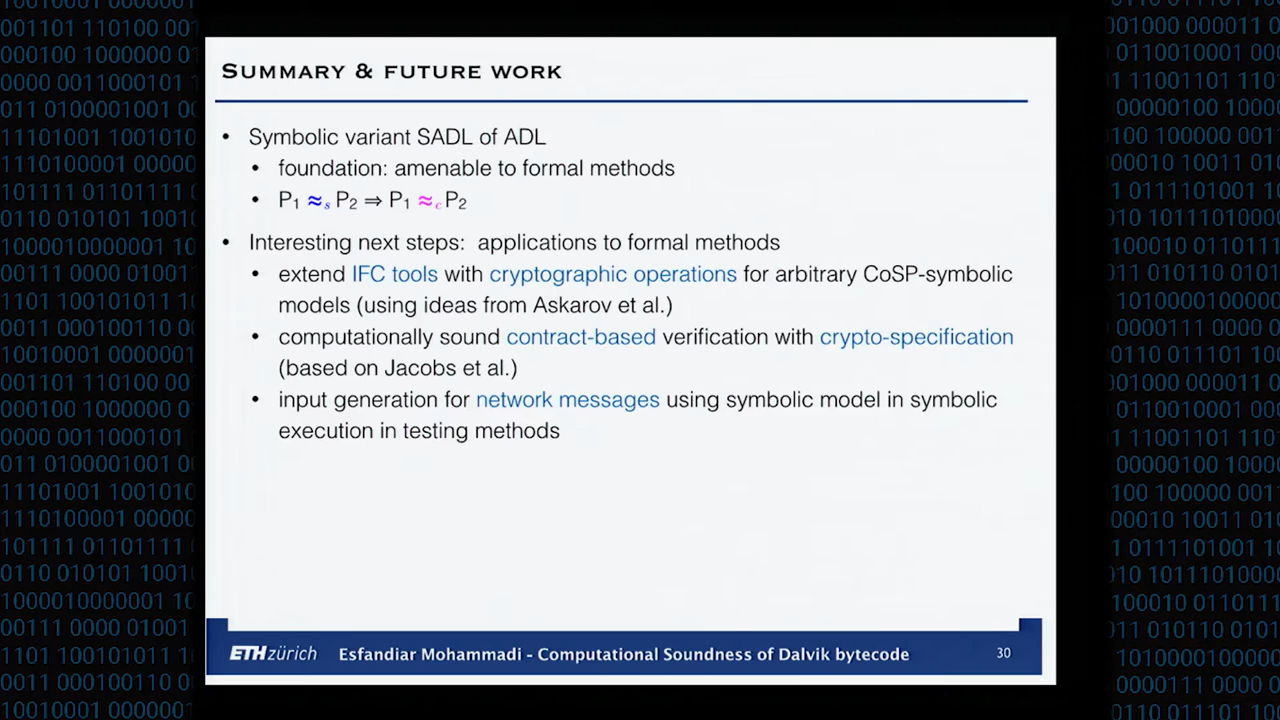 SUMMARY & FUTURE WORK
• Symbolic variant SADL of ADL
• foundation: amenable to formal methods
• P1 ≈s P2 ⇒ P1 ≈c P2
• Interesting next steps: applications to formal methods
• extend IFC tools with cryptographic operations for arbitrary CoSP-symbolic
models (using ideas from Askarov et al.)
• computationally sound contract-based verification with crypto-specification
(based on Jacobs et al.)
• input generation for network messages using symbolic model in symbolic
execution in testing methods
ETH zürich Esfandiar Mohammadi - Computational Soundness of Dalvik bytecode 30